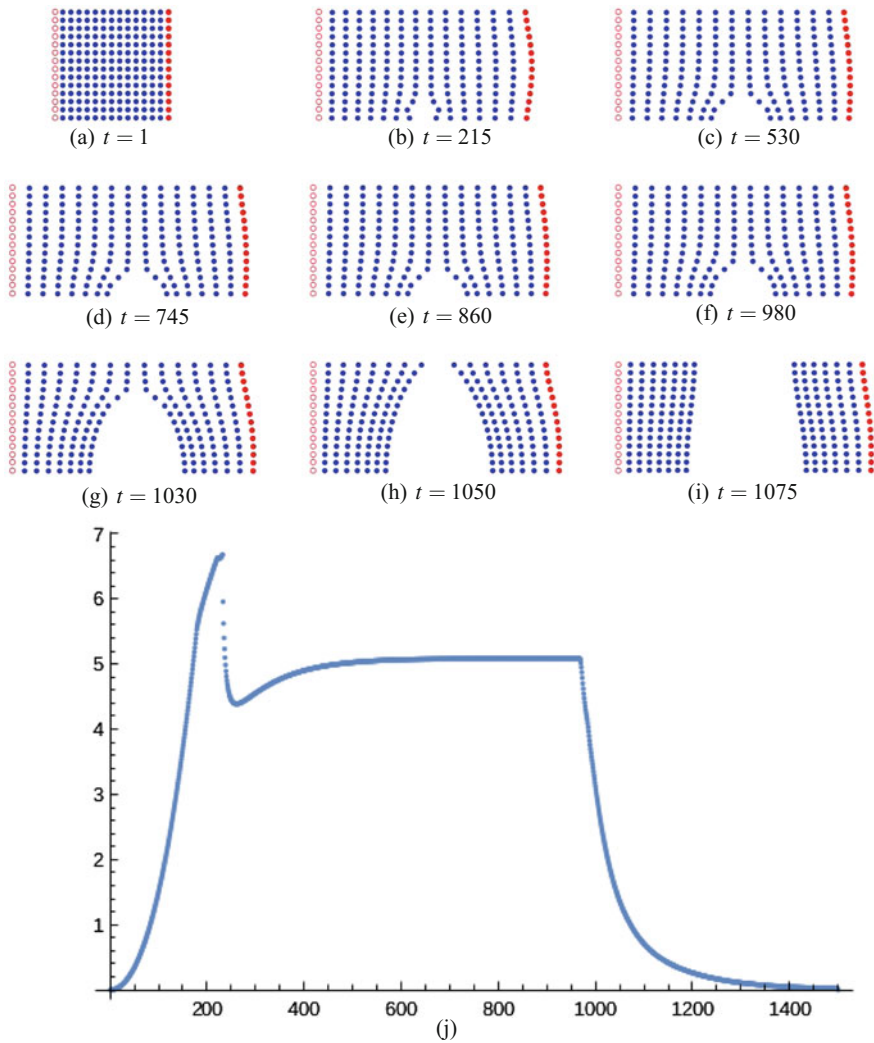 (a) t = 1
(b) t = 215
(c) t = 530
(d) t = 745
(e) t = 860
(f) t = 980
(g) t = 1030
(h) t = 1050
(i) t = 1075
7
6
5
4
3
2
1
200 400 600 800 1000 1200 1400
(j)